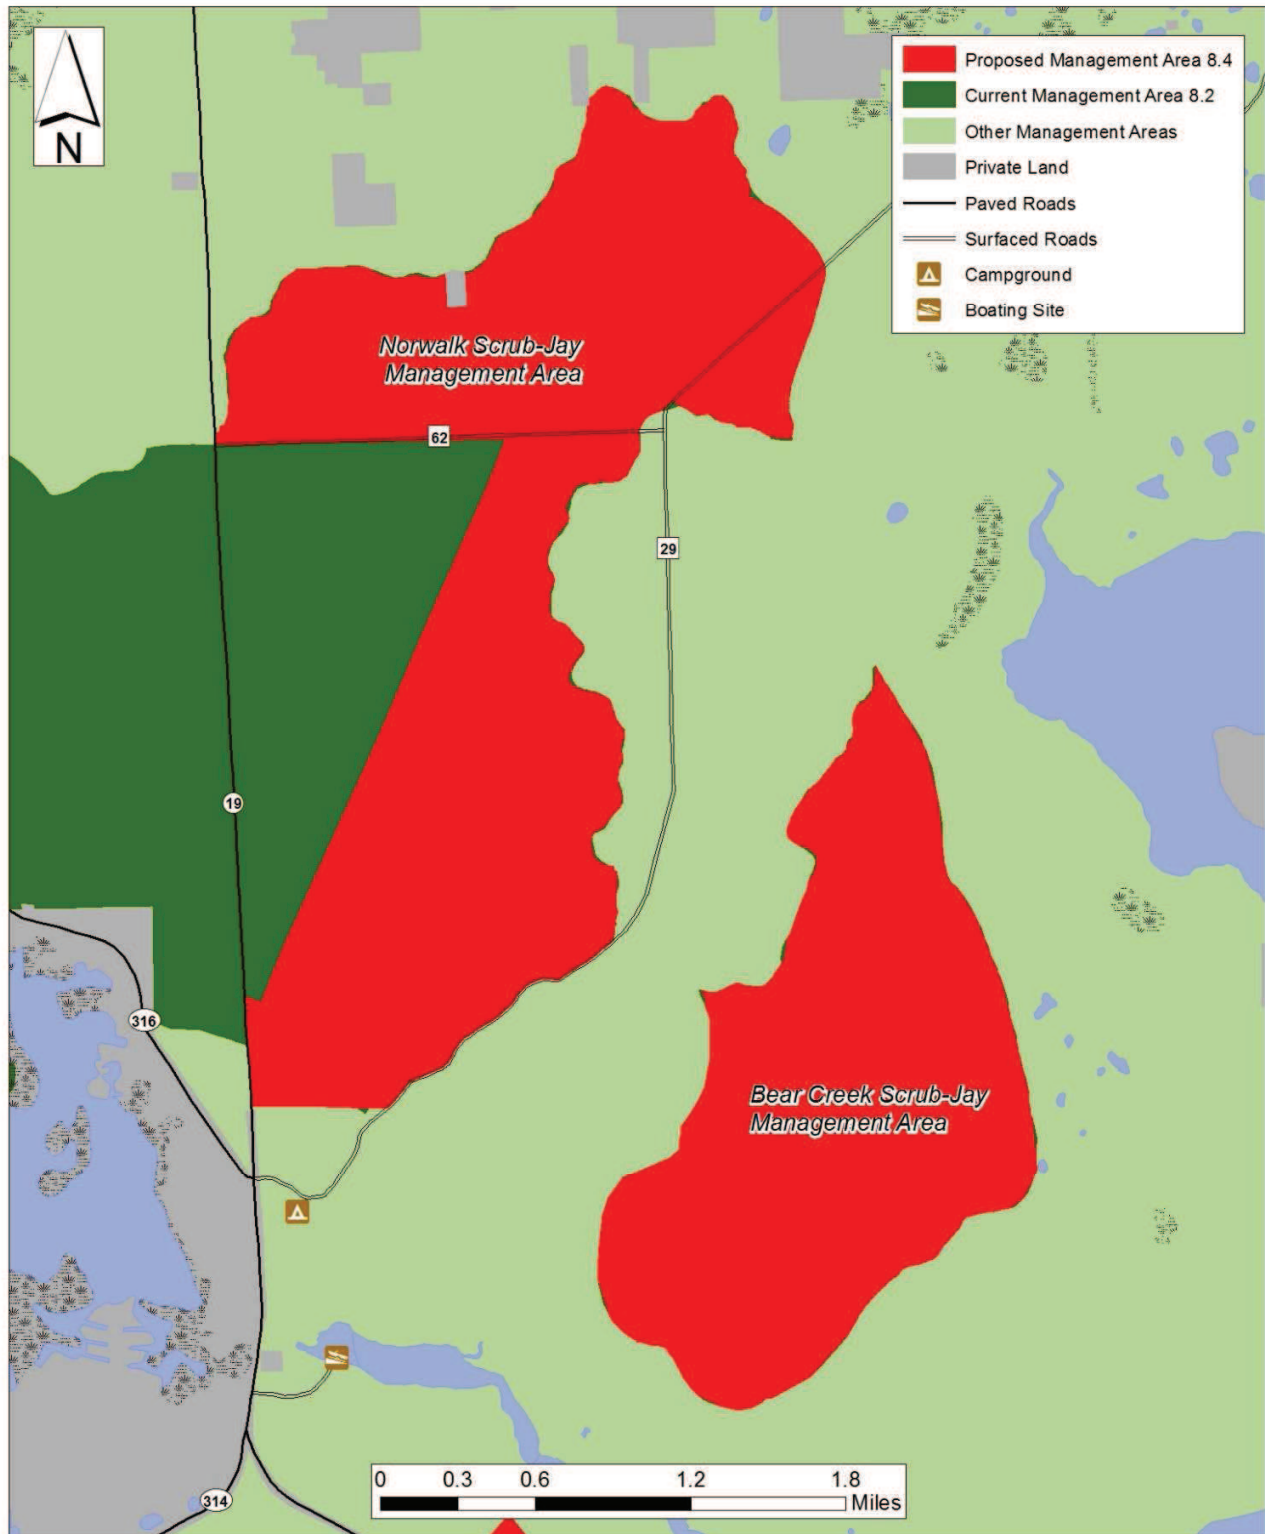 N
Proposed Management Area 8.4
Current Management Area 8.2
Other Management Areas
Private Land
Paved Roads
Surfaced Roads
Campground
Boating Site
Norwalk Scrub-Jay
Management Area
62
29
19
316
Bear Creek Scrub-Jay
Management Area
314
0 0.3 0.6 1.2 1.8
Miles